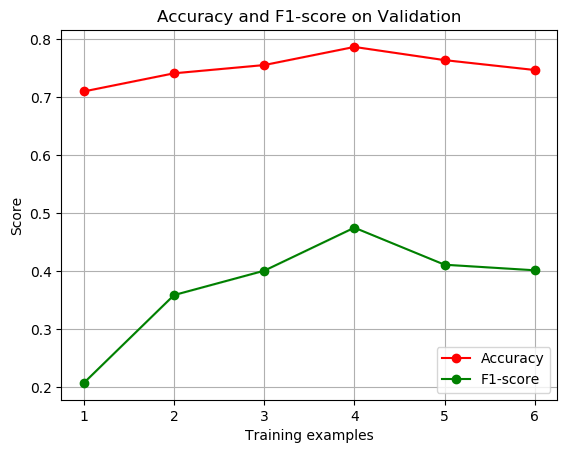 Accuracy and F1-score on Validation
0.8
0.7
0.6
0.5
0.4
0.3
0.2
Score
1 2 3 4 5 6
Training examples
Accuracy
F1-score